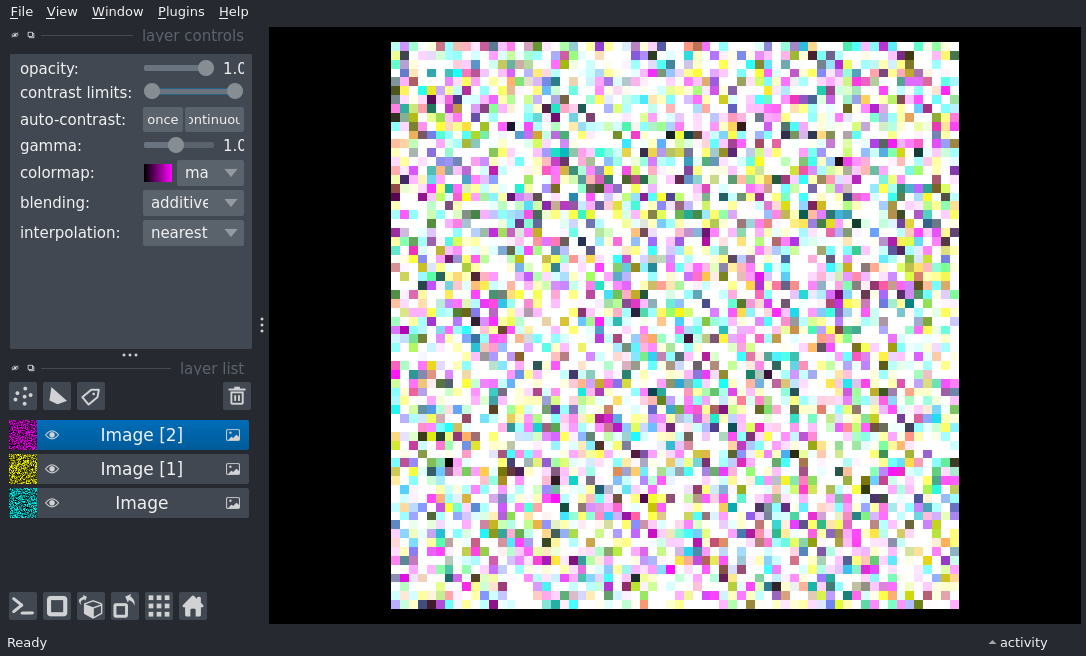 File View Window Plugins Help
layer controls
opacity: 1.0
contrast limits:
auto-contrast: once ontinuou
gamma: 1.0
colormap: ma
blending: additive
interpolation: nearest
layer list
Image [2]
Image [1]
Image
Ready activity